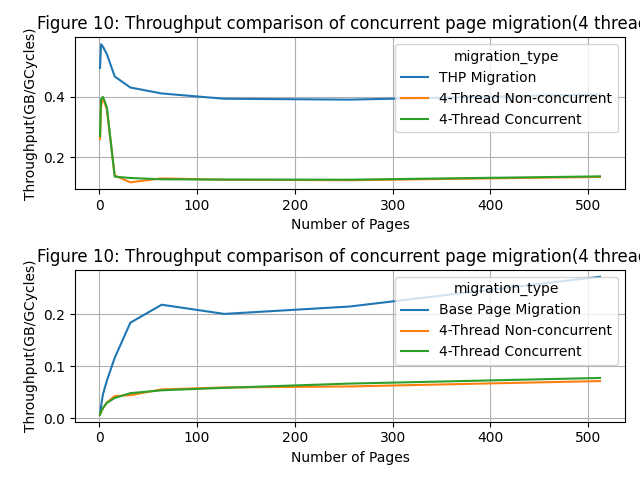 Figure 10: Throughput comparison of concurrent page migration(4 threa
Throughput(GB/GCycles)
0.4
0.2
migration_type
THP Migration
4-Thread Non-concurrent
4-Thread Concurrent
0 100 200 300 400 500
Number of Pages
Figure 10: Throughput comparison of concurrent page migration(4 threa
Throughput(GB/GCycles)
0.2
0.1
0.0
migration_type
Base Page Migration
4-Thread Non-concurrent
4-Thread Concurrent
0 100 200 300 400 500
Number of Pages